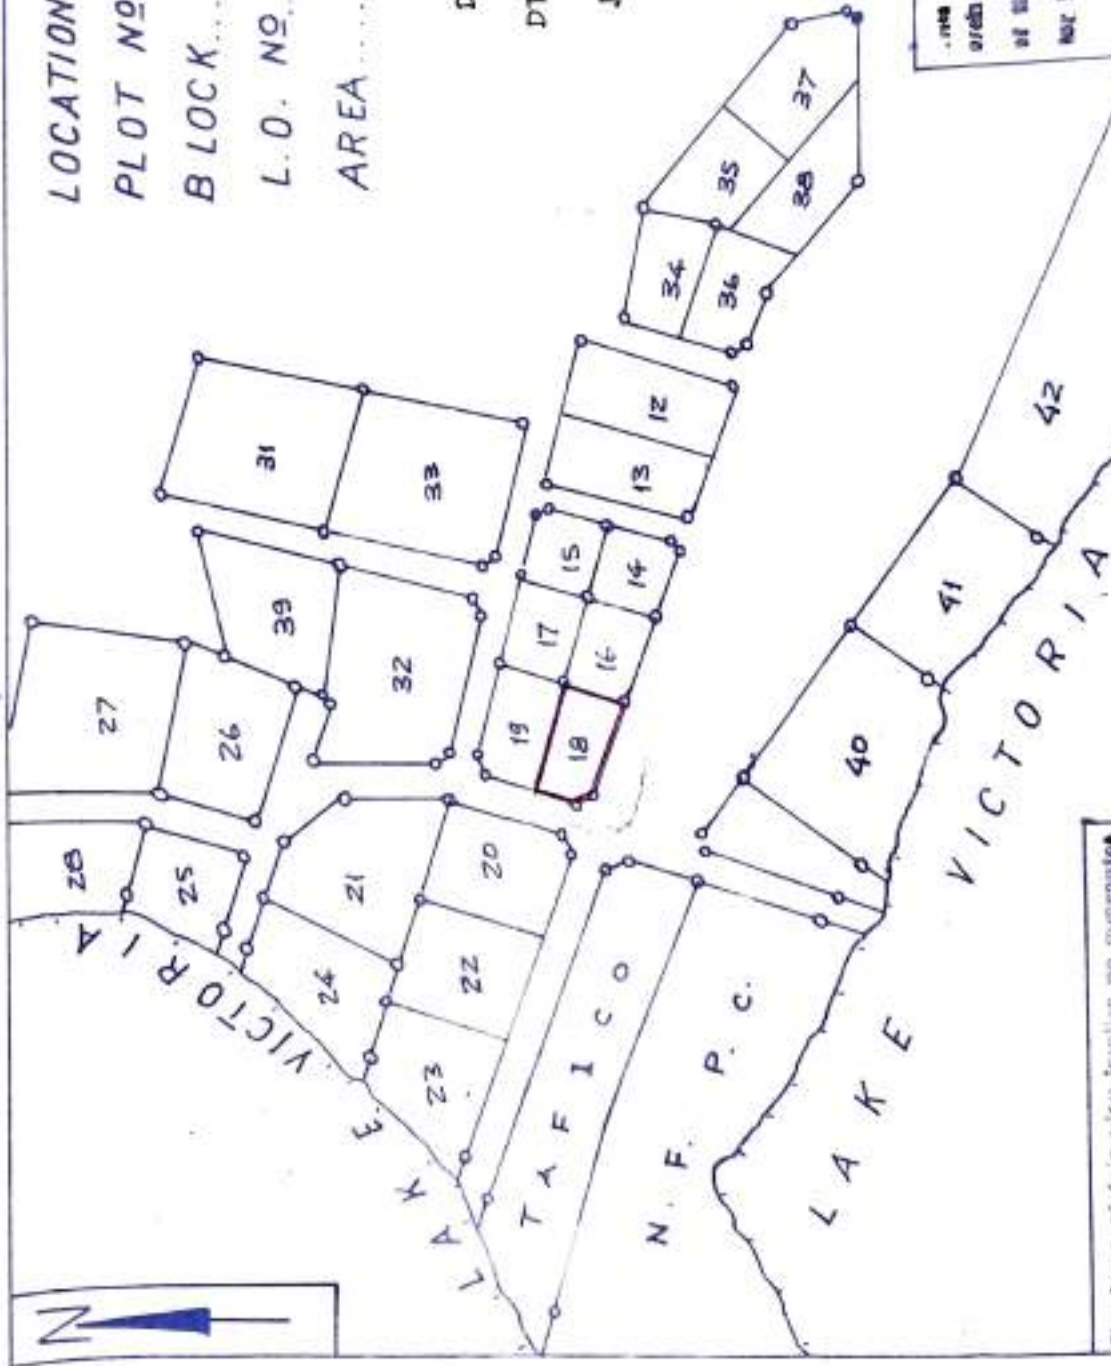 LOCATION
PLOT NO
BLOCK....
L.O. NO..
AREA.....
N
31
33
27
39
26
32
28
25
21
20
24
22
23
37
35
38
34
36
12
13
15
14
17
16
19
18
42
41
40
LAKE VICTORIA
TAFICO
N.F.P.C.
LAKE VICTORIA